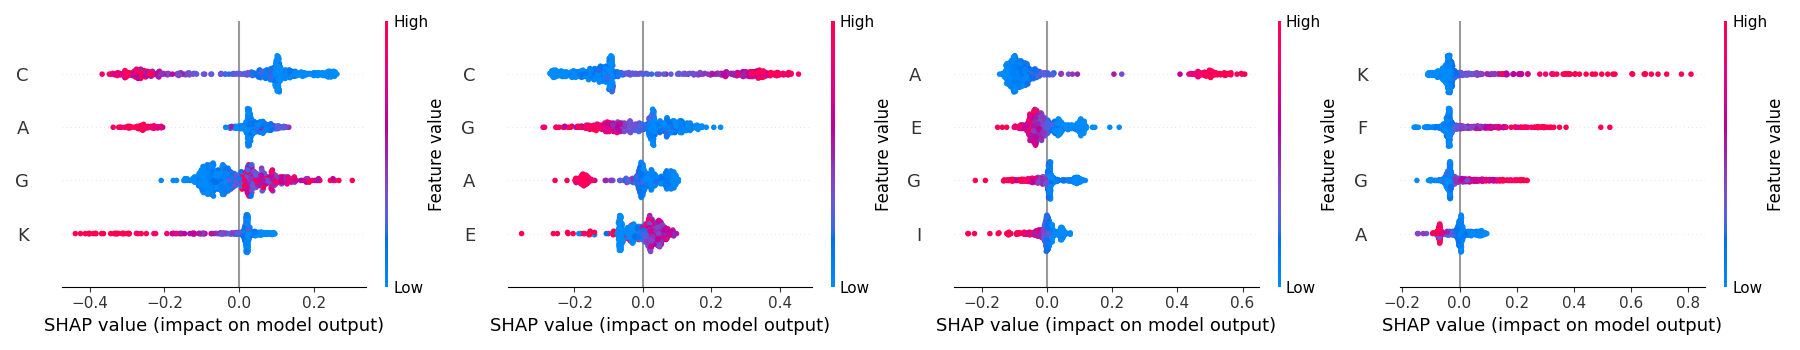 C
A
G
K
−0.4
−0.2
0.0
0.2
SHAP value (impact on model output)
High
Low
Feature value
C
G
A
E
−0.2
0.0
0.2
0.4
SHAP value (impact on model output)
High
Low
Feature value
A
E
G
I
−0.2
0.0
0.2
0.4
0.6
SHAP value (impact on model output)
High
Low
Feature value
K
F
G
A
−0.2
0.0
0.2
0.4
0.6
0.8
SHAP value (impact on model output)
High
Low
Feature value